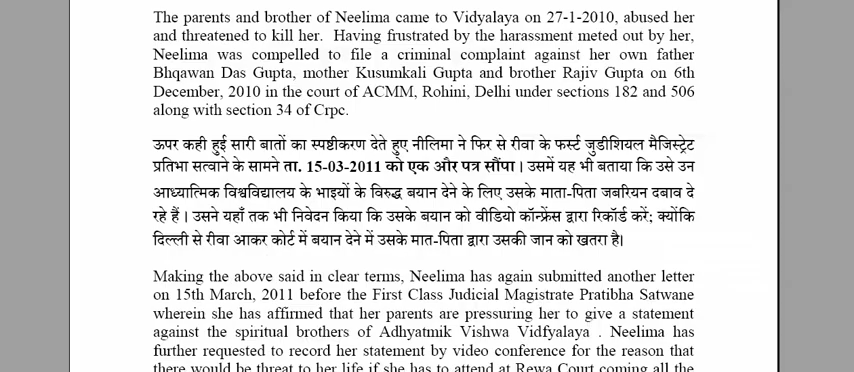 The parents and brother of Neelima came to Vidyalaya on 27-1-2010, abused her
and threatened to kill her. Having frustrated by the harassment meted out by her,
Neelima was compelled to file a criminal complaint against her own father
Bhqawan Das Gupta, mother Kusumkali Gupta and brother Rajiv Gupta on 6th
December, 2010 in the court of ACMM, Rohini, Delhi under sections 182 and 506
along with section 34 of Crpc.
ऊपर कही हुई सारी बातों का स्पष्टीकरण देते हुए नीलिमा ने फिर से रीवा के फर्स्ट जुडीशियल मैजिस्ट्रेट
प्रतिभा सत्वाने के सामने ता. 15-03-2011 को एक और पत्र सौंपा। उसमें यह भी बताया कि उसे उन
आध्यात्मिक विश्वविद्यालय के भाइयों के विरुद्ध बयान देने के लिए उसके माता-पिता जबरियन दबाव दे
रहे हैं। उसने यहाँ तक भी निवेदन किया कि उसके बयान को वीडियो कॉन्फ्रेंस द्वारा रिकॉर्ड करें; क्योंकि
दिल्ली से रीवा आकर कोर्ट में बयान देने में उसके मात-पिता द्वारा उसकी जान को खतरा है।
Making the above said in clear terms, Neelima has again submitted another letter
on 15th March, 2011 before the First Class Judicial Magistrate Pratibha Satwane
wherein she has affirmed that her parents are pressuring her to give a statement
against the spiritual brothers of Adhyatmik Vishwa Vidfyalaya . Neelima has
further requested to record her statement by video conference for the reason that
there would be threat to her life if she has to attend at Rewa Court coming all the